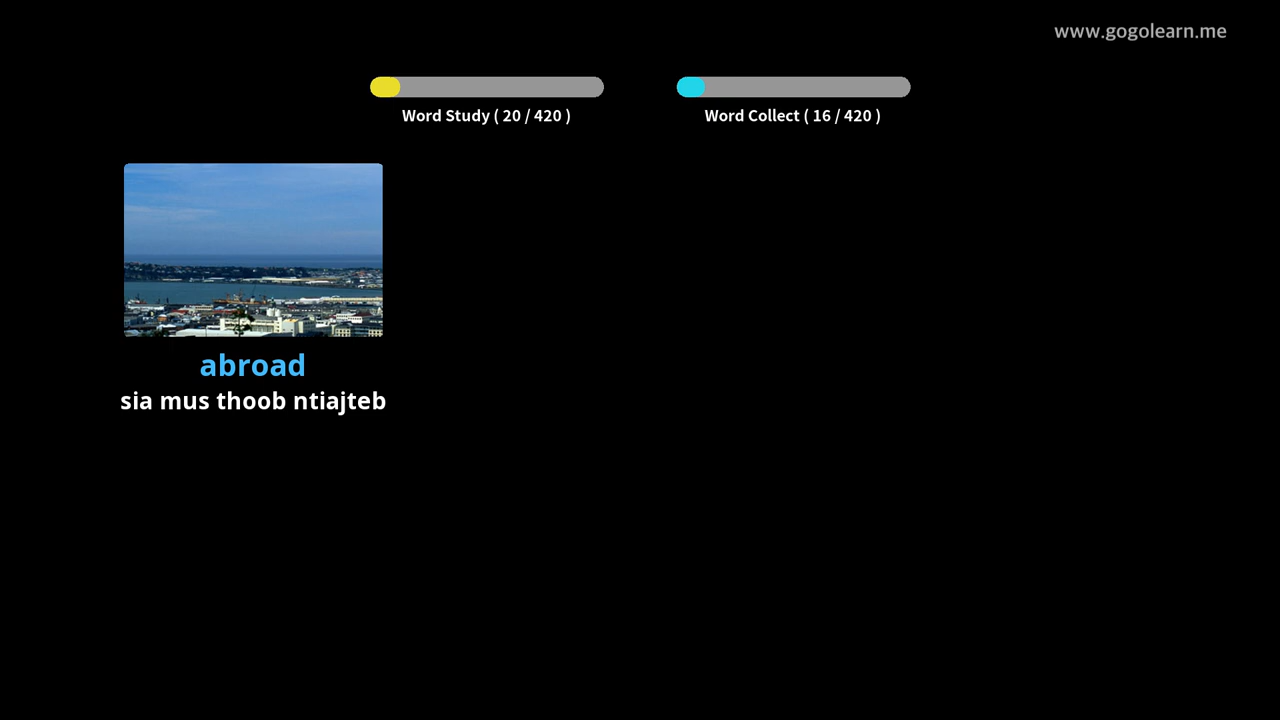 www.gogolearn.me
Word Study ( 20 / 420 )
Word Collect ( 16 / 420 )
abroad
sia mus thoob ntiajteb